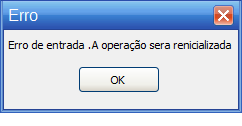 Erro
Erro de entrada .A operação sera renicializada
OK